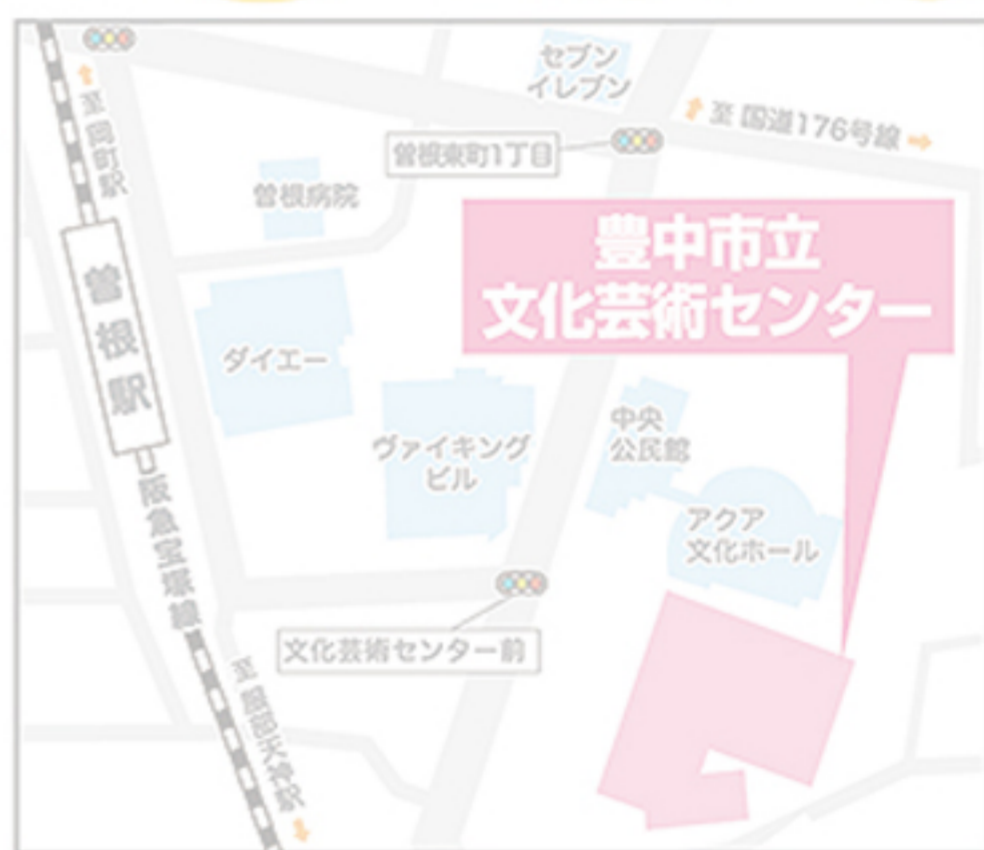 セブン
イレブン
至 国道176号線
至 岡町駅
曽根東町1丁目
曽根病院
豊中市立
文化芸術センター
曽根駅
ダイエー
ヴァイキング
ビル
中央
公民館
アクア
文化ホール
阪急宝塚線
文化芸術センター前
至 服部天神駅